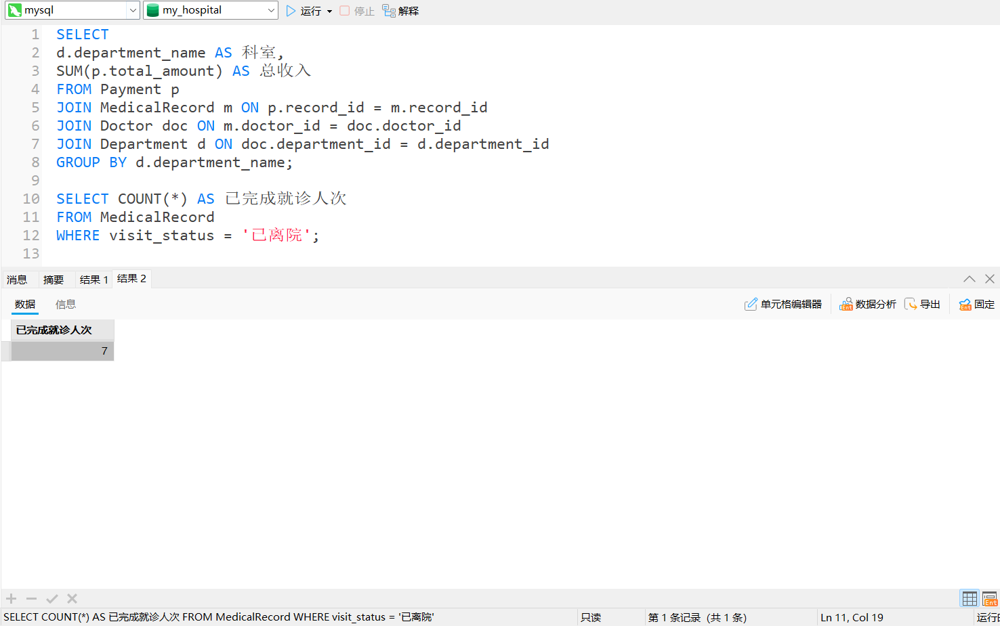 mysql my_hospital 运行 停止 解释
1 SELECT
2 d.department_name AS 科室,
3 SUM(p.total_amount) AS 总收入
4 FROM Payment p
5 JOIN MedicalRecord m ON p.record_id = m.record_id
6 JOIN Doctor doc ON m.doctor_id = doc.doctor_id
7 JOIN Department d ON doc.department_id = d.department_id
8 GROUP BY d.department_name;
9
10 SELECT COUNT(*) AS 已完成就诊人次
11 FROM MedicalRecord
12 WHERE visit_status = '已离院';
13
消息 摘要 结果 1 结果 2
数据 信息 单元格编辑器 Ent 数据分析 导出 Ent 固定
已完成就诊人次
7
Ent
SELECT COUNT(*) AS 已完成就诊人次 FROM MedicalRecord WHERE visit_status = '已离院' 只读 第 1 条记录 (共 1 条) Ln 11, Col 19 运行